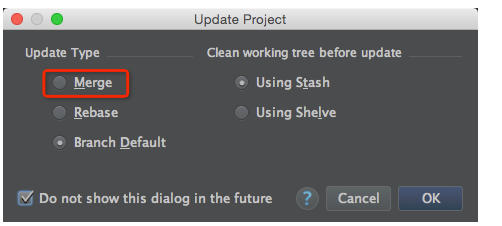 Update Project
Update Type
Clean working tree before update
Merge
Using Stash
Rebase
Using Shelve
Branch Default
Do not show this dialog in the future
?
Cancel
OK